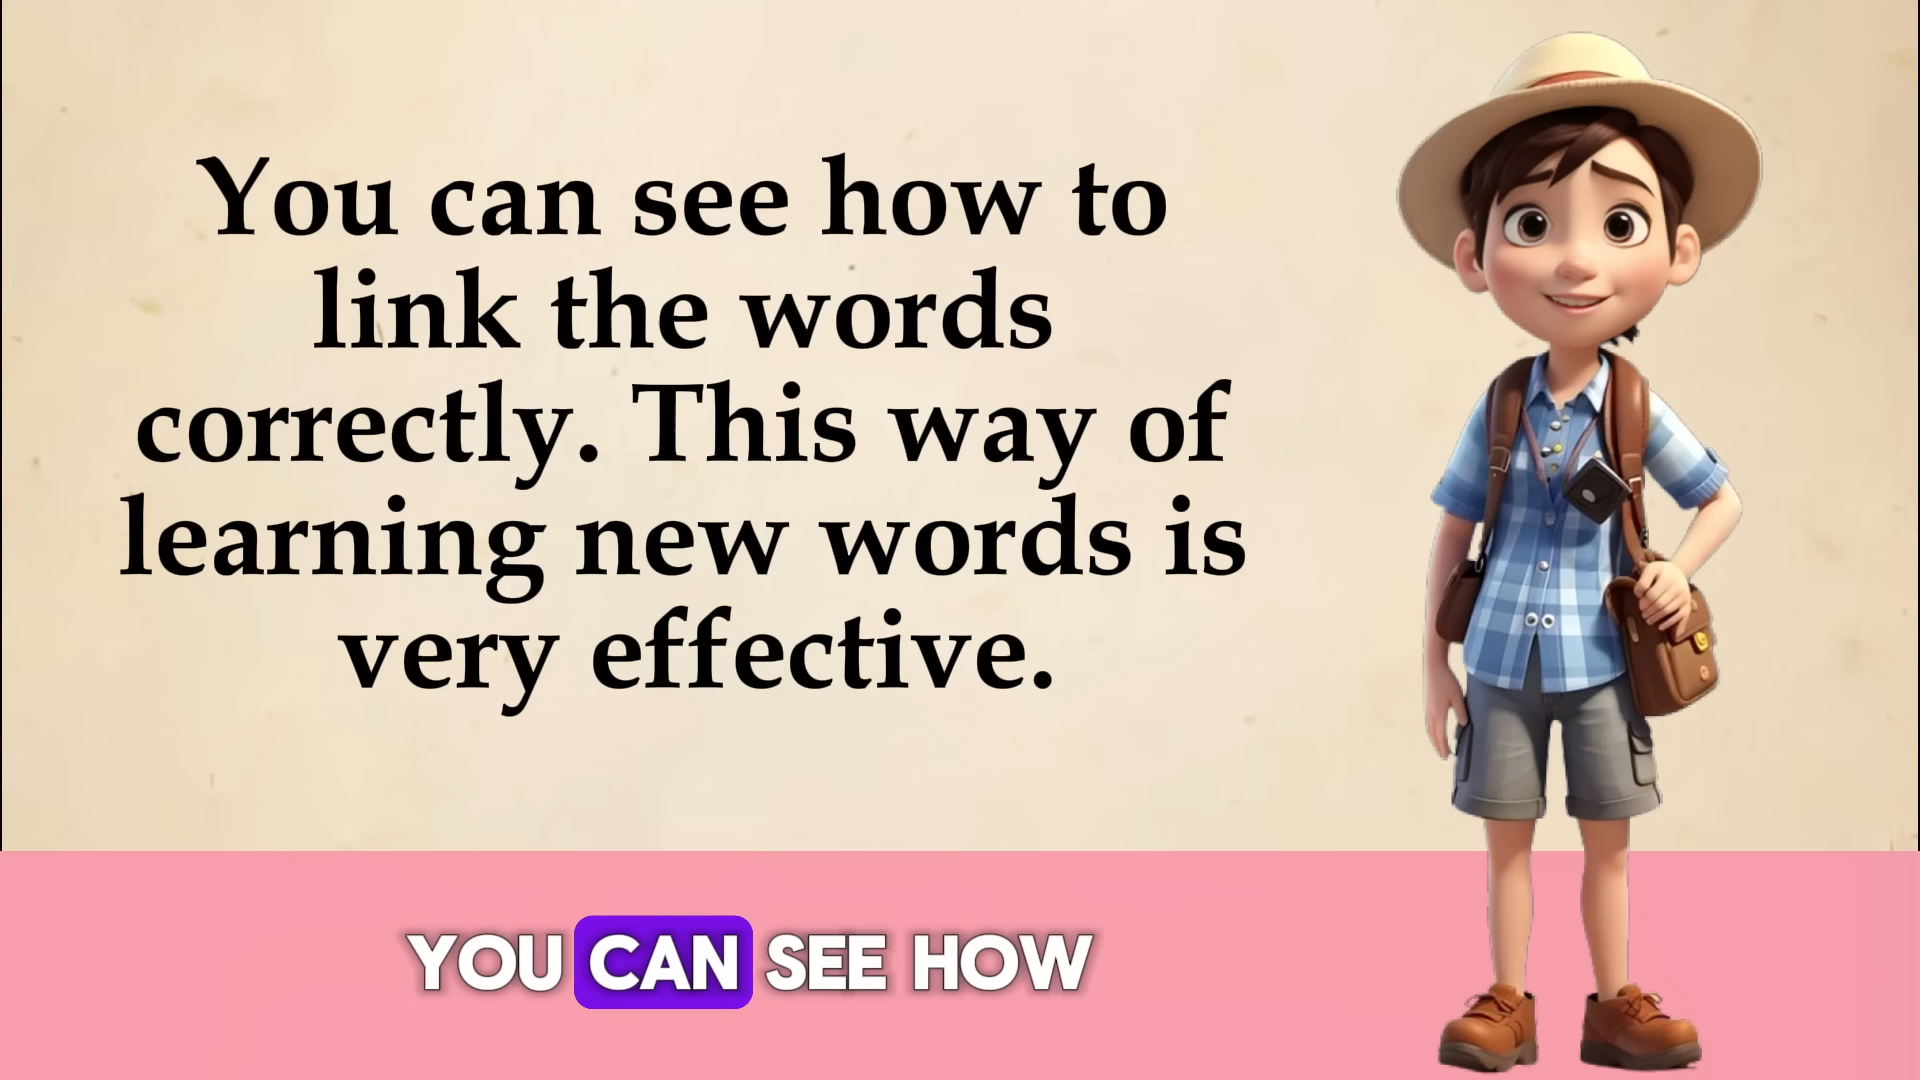 You can see how to
link the words
correctly. This way of
learning new words is
very effective.
YOU CAN SEE HOW